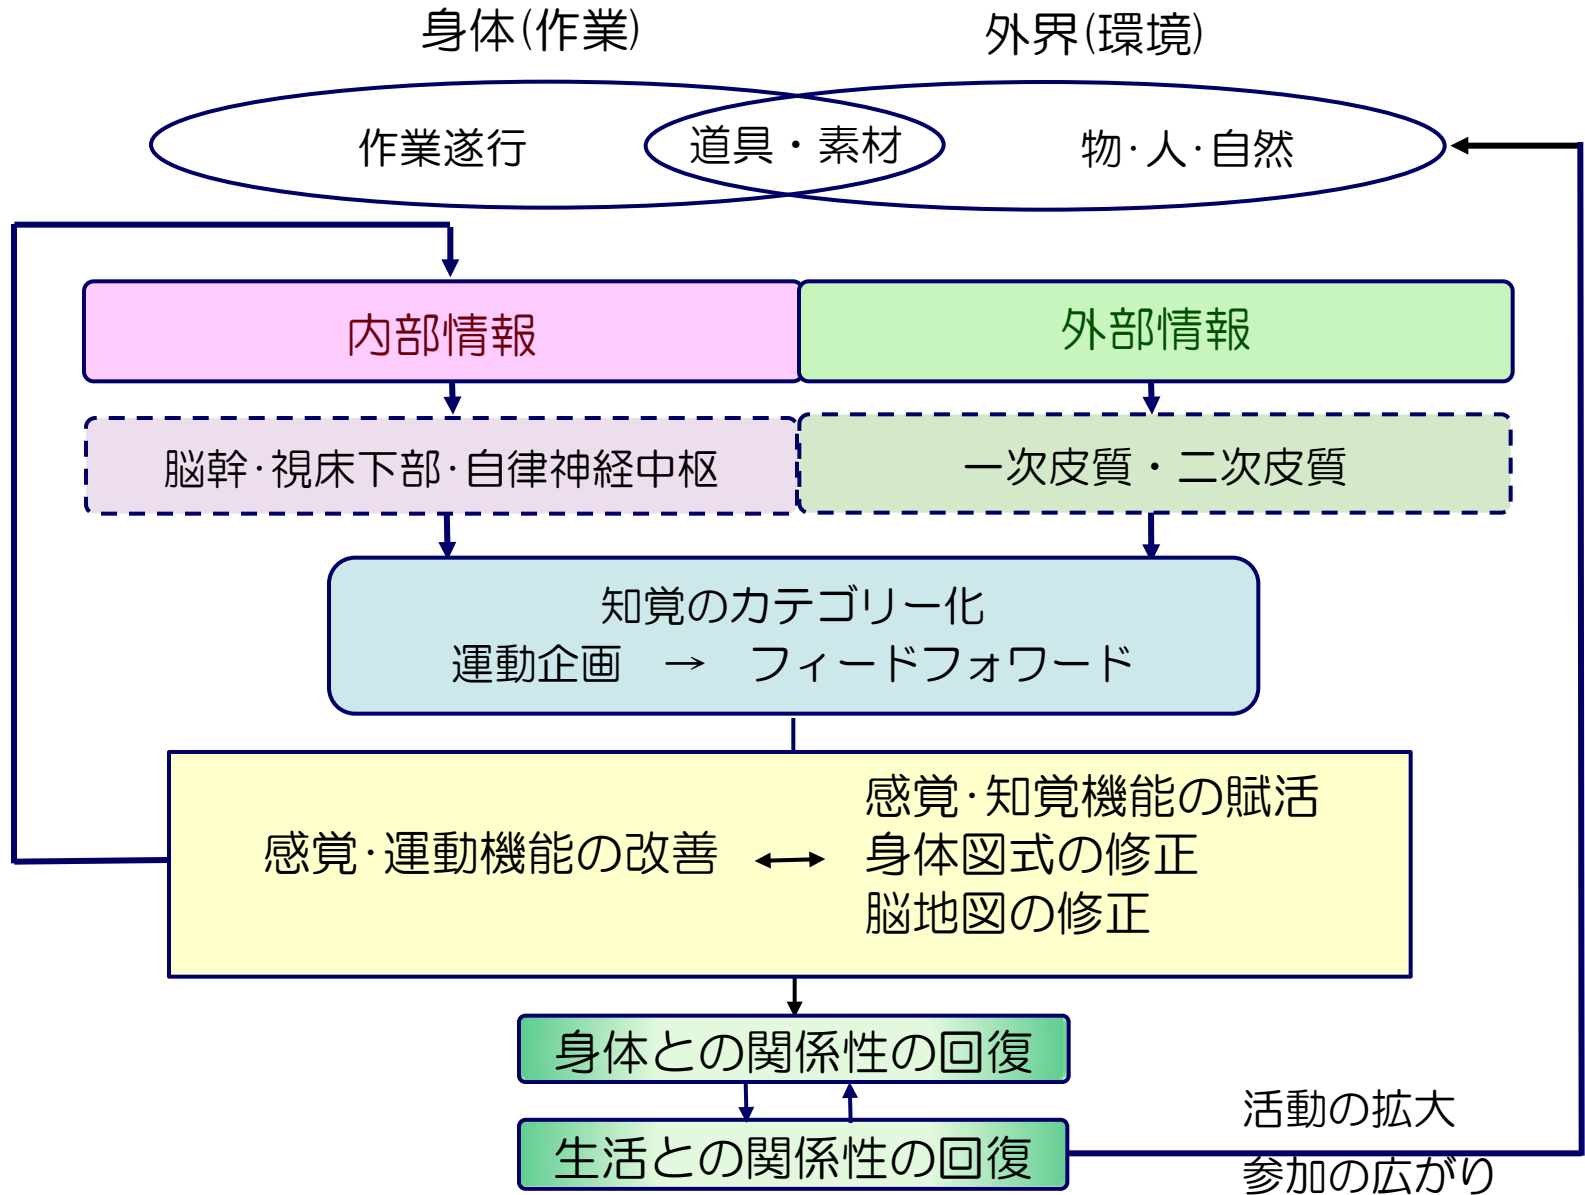 身体(作業)
外界(環境)
作業遂行
道具・素材
物・人・自然
内部情報
外部情報
脳幹・視床下部・自律神経中枢
一次皮質・二次皮質
知覚のカテゴリー化
運動企画　→　フィードフォワード
感覚・運動機能の改善
感覚・知覚機能の賦活
身体図式の修正
脳地図の修正
身体との関係性の回復
生活との関係性の回復
活動の拡大
参加の広がり